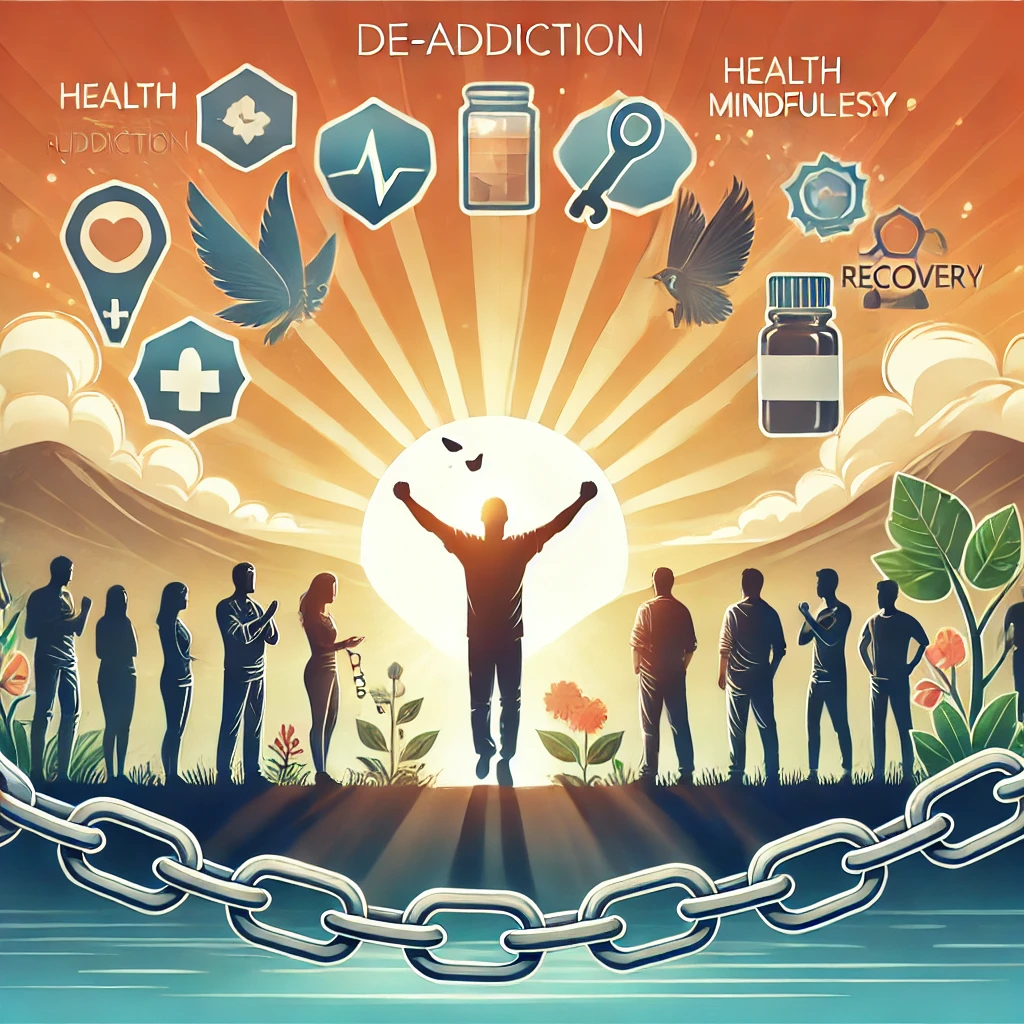 DE-ADDICTION
HEALTH
HEALTH
MINDFULESY
RECOVERY